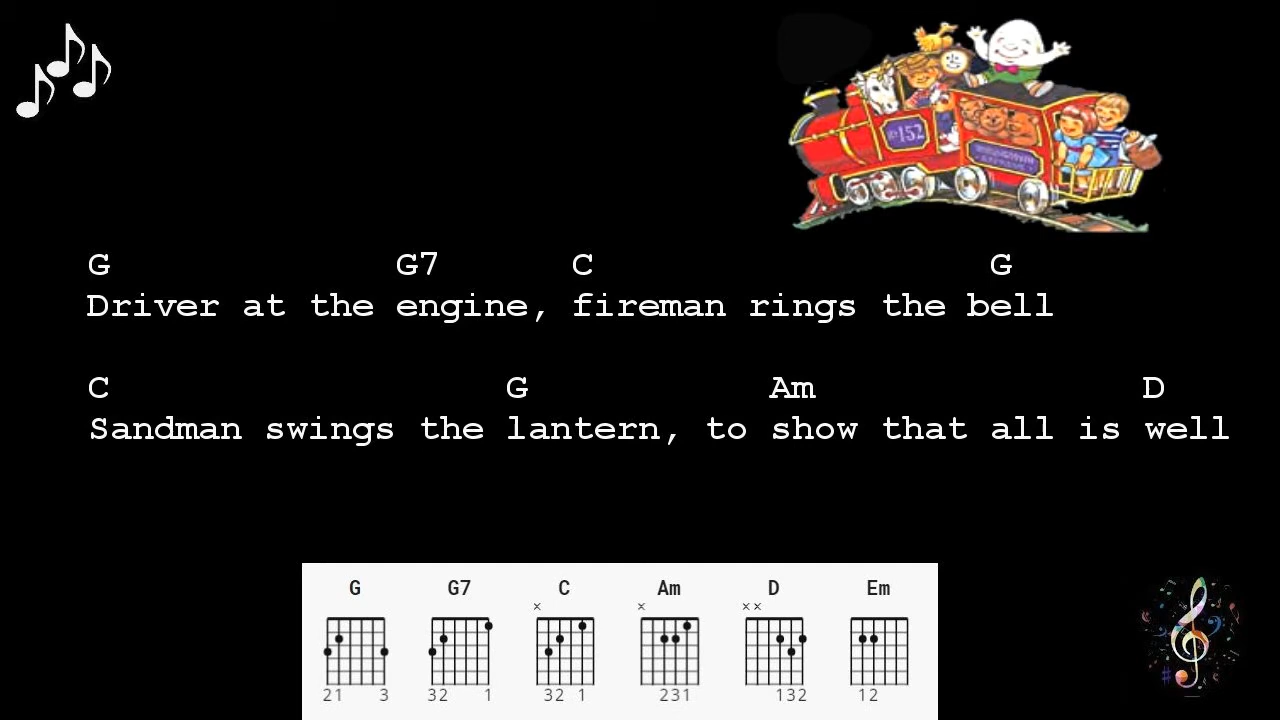 152
G G7 C G
Driver at the engine, fireman rings the bell
C G Am D
Sandman swings the lantern, to show that all is well
G G7 C Am D Em
× × ××
21 3 32 1 32 1 231 132 12